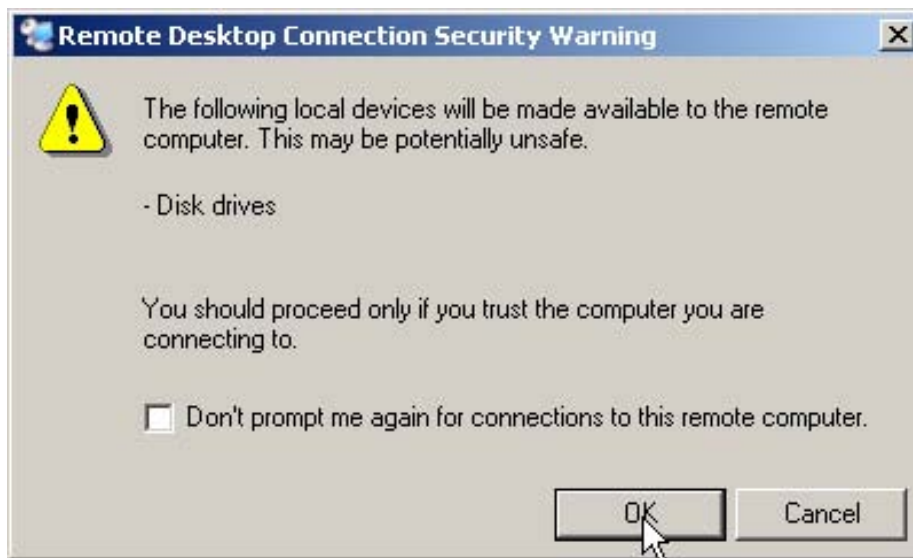 Remote Desktop Connection Security Warning
The following local devices will be made available to the remote
computer. This may be potentially unsafe.
- Disk drives
You should proceed only if you trust the computer you are
connecting to.
Don't prompt me again for connections to this remote computer.
OK Cancel